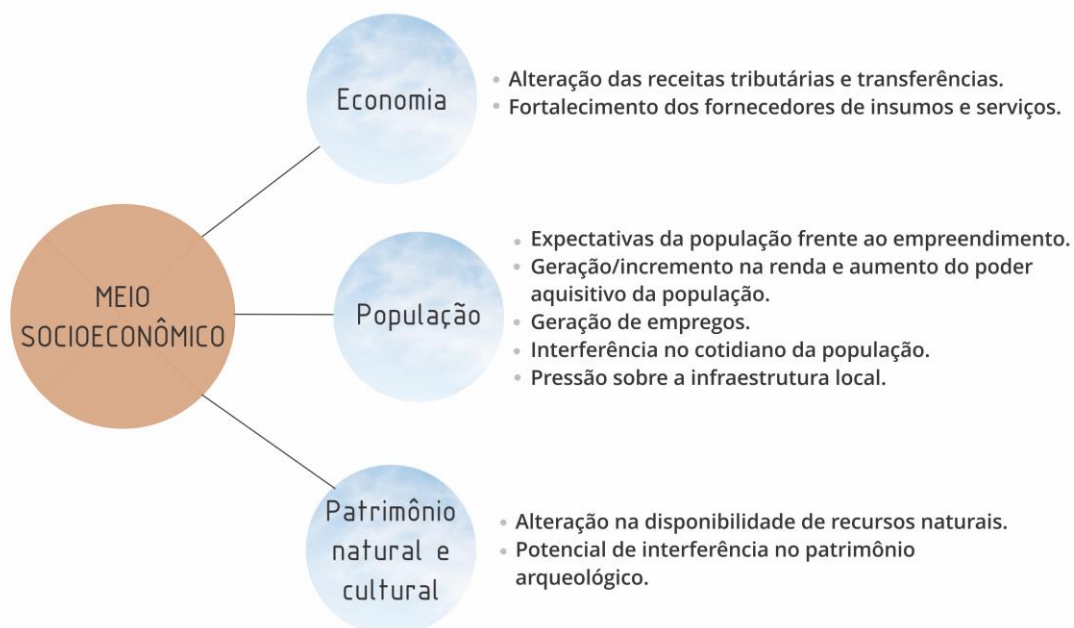 Economia
• Alteração das receitas tributárias e transferências.
• Fortalecimento dos fornecedores de insumos e serviços.
MEIO
SOCIOECONÔMICO
População
• Expectativas da população frente ao empreendimento.
• Geração/incremento na renda e aumento do poder
aquisitivo da população.
• Geração de empregos.
• Interferência no cotidiano da população.
• Pressão sobre a infraestrutura local.
Patrimônio
natural e
cultural
• Alteração na disponibilidade de recursos naturais.
• Potencial de interferência no patrimônio
arqueológico.